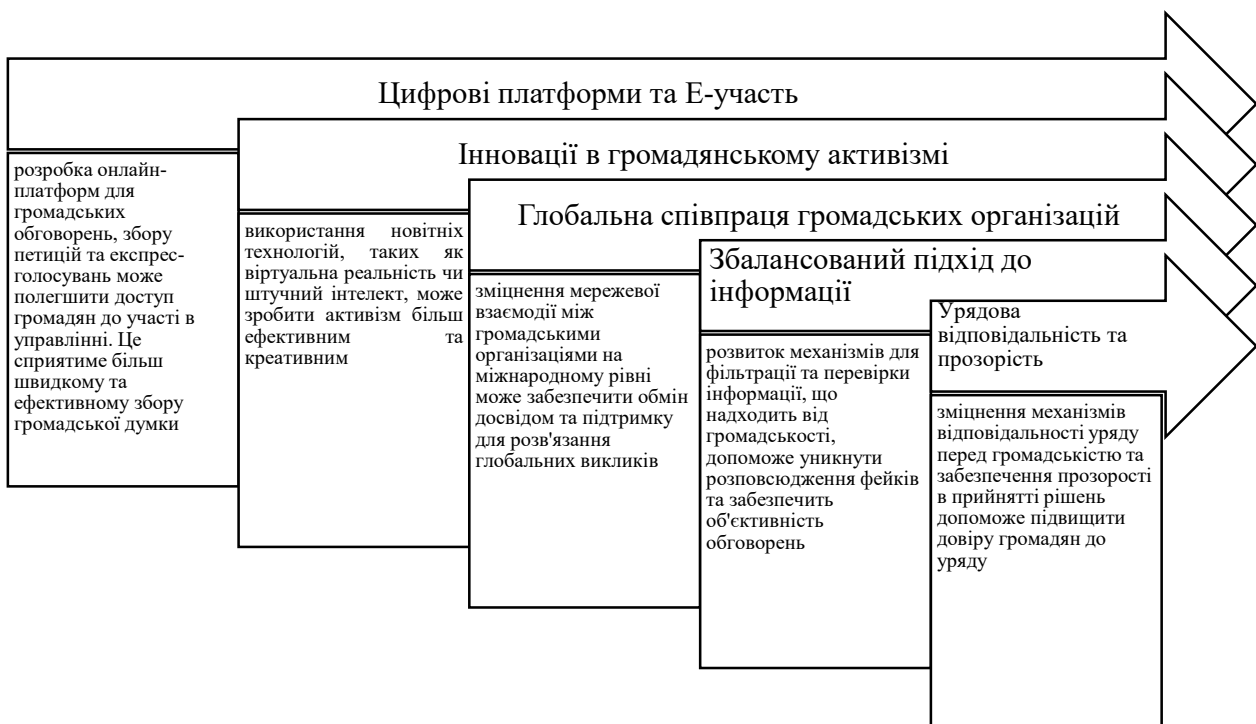 Цифрові платформи та Е-участь
розробка онлайн-
платформ для
громадських
обговорень, збору
петицій та експрес-
голосувань може
полегшити доступ
громадян до участі в
управлінні. Це
сприятиме більш
швидкому та
ефективному збору
громадської думки
Інновації в громадянському активізмі
використання новітніх
технологій, таких як
віртуальна реальність чи
штучний інтелект, може
зробити активізм більш
ефективним та
креативним
Глобальна співпраця громадських організацій
зміцнення мережевої
взаємодії між
громадськими
організаціями на
міжнародному рівні
може забезпечити обмін
досвідом та підтримку
для розв'язання
глобальних викликів
Збалансований підхід до
інформації
розвиток механізмів для
фільтрації та перевірки
інформації, що
надходить від
громадськості,
допоможе уникнути
розповсюдження фейків
та забезпечить
об'єктивність
обговорень
Урядова
відповідальність та
прозорість
зміцнення механізмів
відповідальності уряду
перед громадськістю та
забезпечення прозорості
в прийнятті рішень
допоможе підвищити
довіру громадян до
уряду